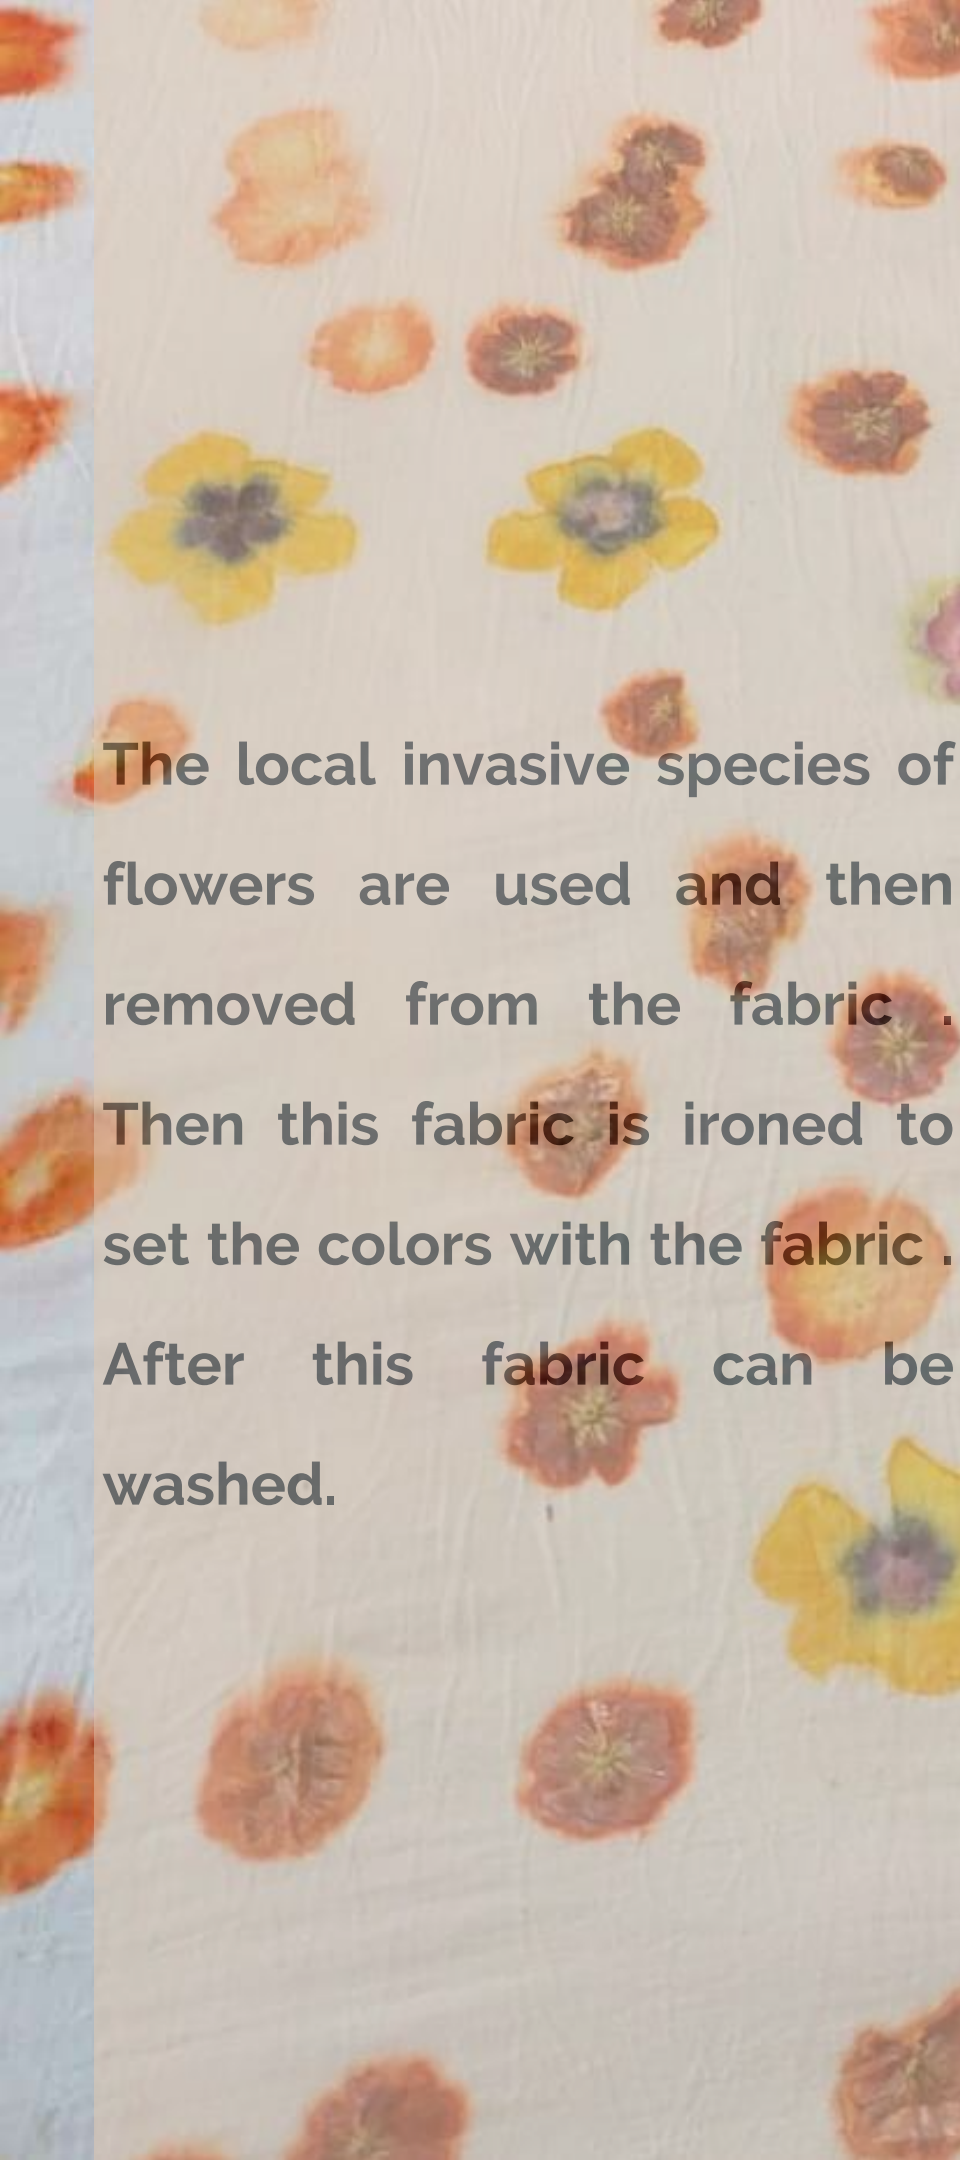 The local invasive species of
flowers are used and then
removed from the fabric .
Then this fabric is ironed to
set the colors with the fabric .
After this fabric can be
washed.